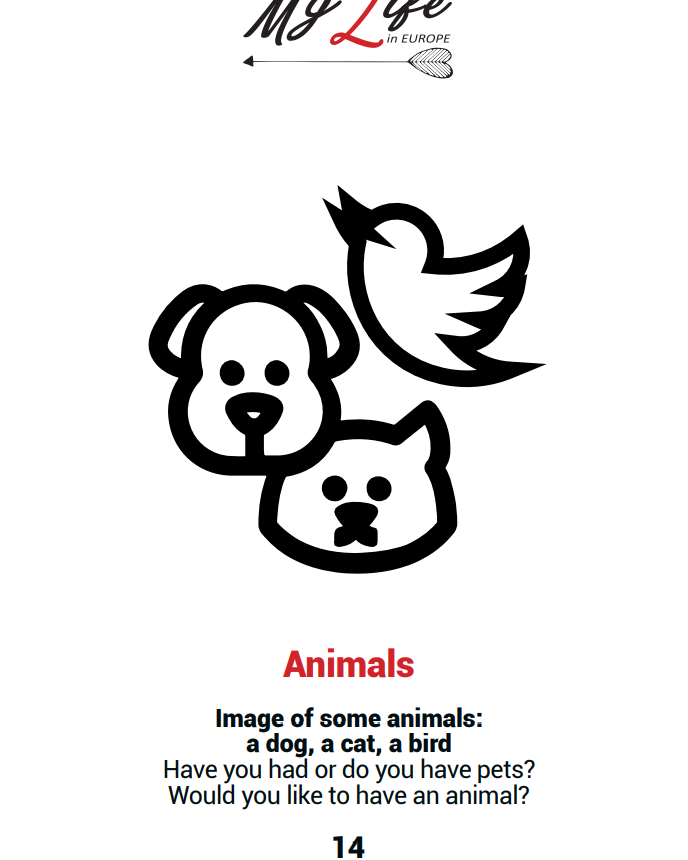 My Life
in EUROPE
Animals
Image of some animals:
a dog, a cat, a bird
Have you had or do you have pets?
Would you like to have an animal?
14